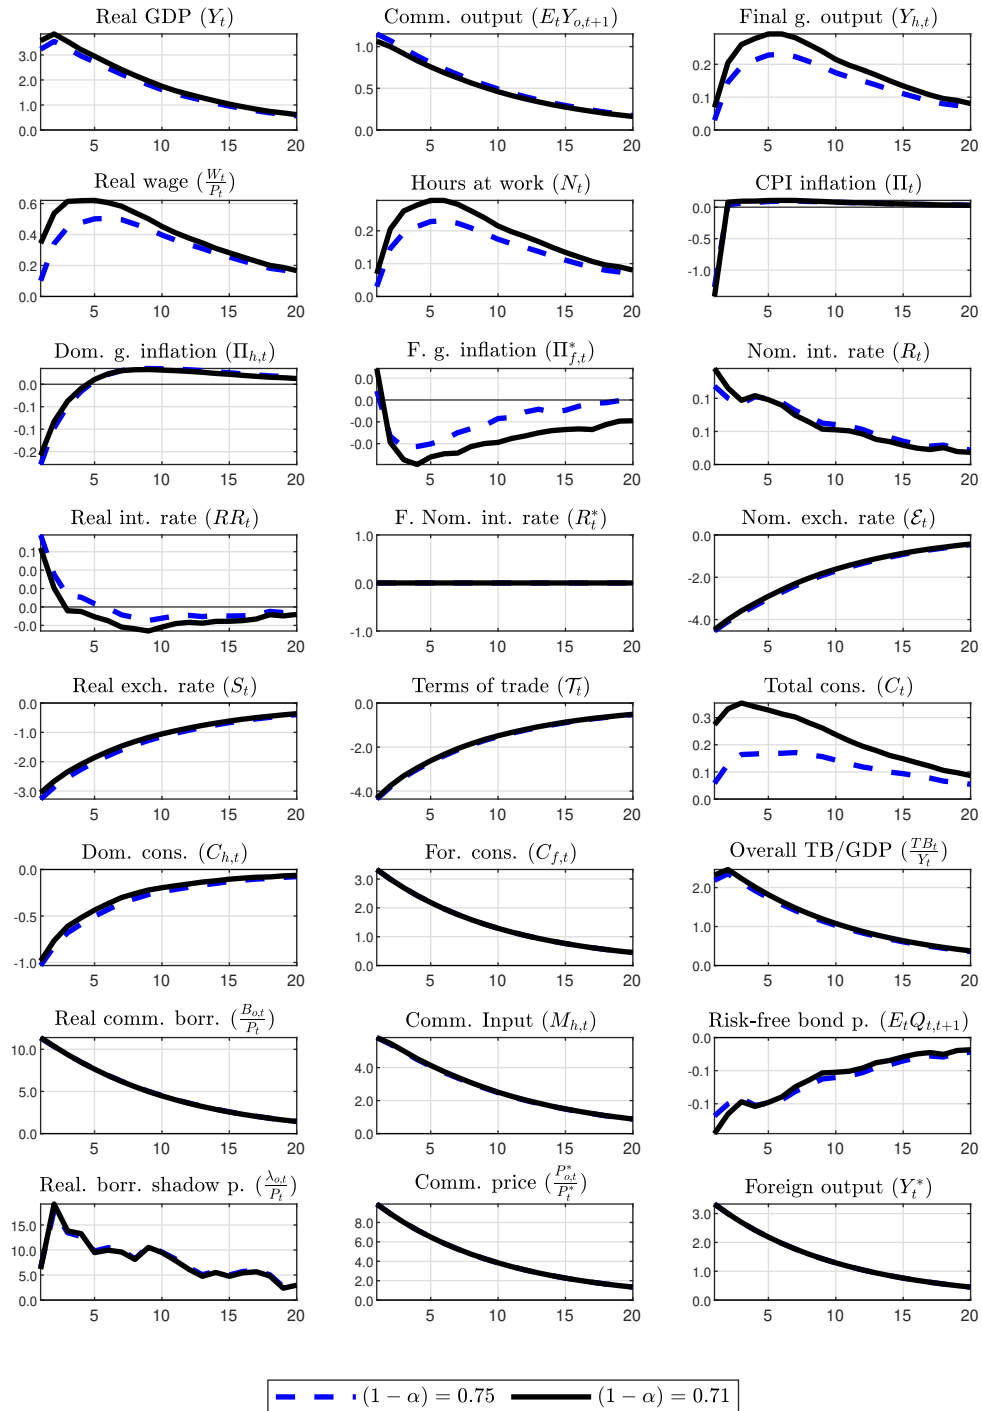 Real GDP (Y_t)
Comm. output (E_tY_{o,t+1})
Final g. output (Y_{h,t})
3.0
2.0
1.0
0.0
5 10 15 20
1.0
0.5
0.0
5 10 15 20
0.2
0.1
0.0
5 10 15 20
Real wage (W_t/P_t)
Hours at work (N_t)
CPI inflation (Π_t)
0.6
0.4
0.2
0.0
5 10 15 20
0.2
0.1
0.0
5 10 15 20
0.0
-0.5
-1.0
5 10 15 20
Dom. g. inflation (Π_{h,t})
F. g. inflation (Π*_{f,t})
Nom. int. rate (R_t)
0.0
-0.1
-0.1
-0.2
5 10 15 20
0.0
0.0
-0.0
-0.0
5 10 15 20
0.1
0.1
0.0
5 10 15 20
Real int. rate (RR_t)
F. Nom. int. rate (R*_t)
Nom. exch. rate (ℰ_t)
0.1
0.0
0.0
0.0
-0.0
5 10 15 20
1.0
0.0
-1.0
5 10 15 20
0.0
-2.0
-4.0
5 10 15 20
Real exch. rate (S_t)
Terms of trade (𝒯_t)
Total cons. (C_t)
0.0
-1.0
-2.0
-3.0
5 10 15 20
0.0
-2.0
-4.0
5 10 15 20
0.3
0.2
0.1
0.0
5 10 15 20
Dom. cons. (C_{h,t})
For. cons. (C_{f,t})
Overall TB/GDP (TB_t/Y_t)
0.0
-0.5
-1.0
5 10 15 20
3.0
2.0
1.0
0.0
5 10 15 20
2.0
1.0
0.0
5 10 15 20
Real comm. borr. (B_{o,t}/P_t)
Comm. Input (M_{h,t})
Risk-free bond p. (E_tQ_{t,t+1})
10.0
5.0
0.0
5 10 15 20
4.0
2.0
0.0
5 10 15 20
0.0
-0.1
-0.1
5 10 15 20
Real. borr. shadow p. (λ_{o,t}/P_t)
Comm. price (P*_{o,t}/P*_t)
Foreign output (Y*_t)
15.0
10.0
5.0
0.0
5 10 15 20
8.0
6.0
4.0
2.0
0.0
5 10 15 20
3.0
2.0
1.0
0.0
5 10 15 20
(1 − α) = 0.75 (1 − α) = 0.71